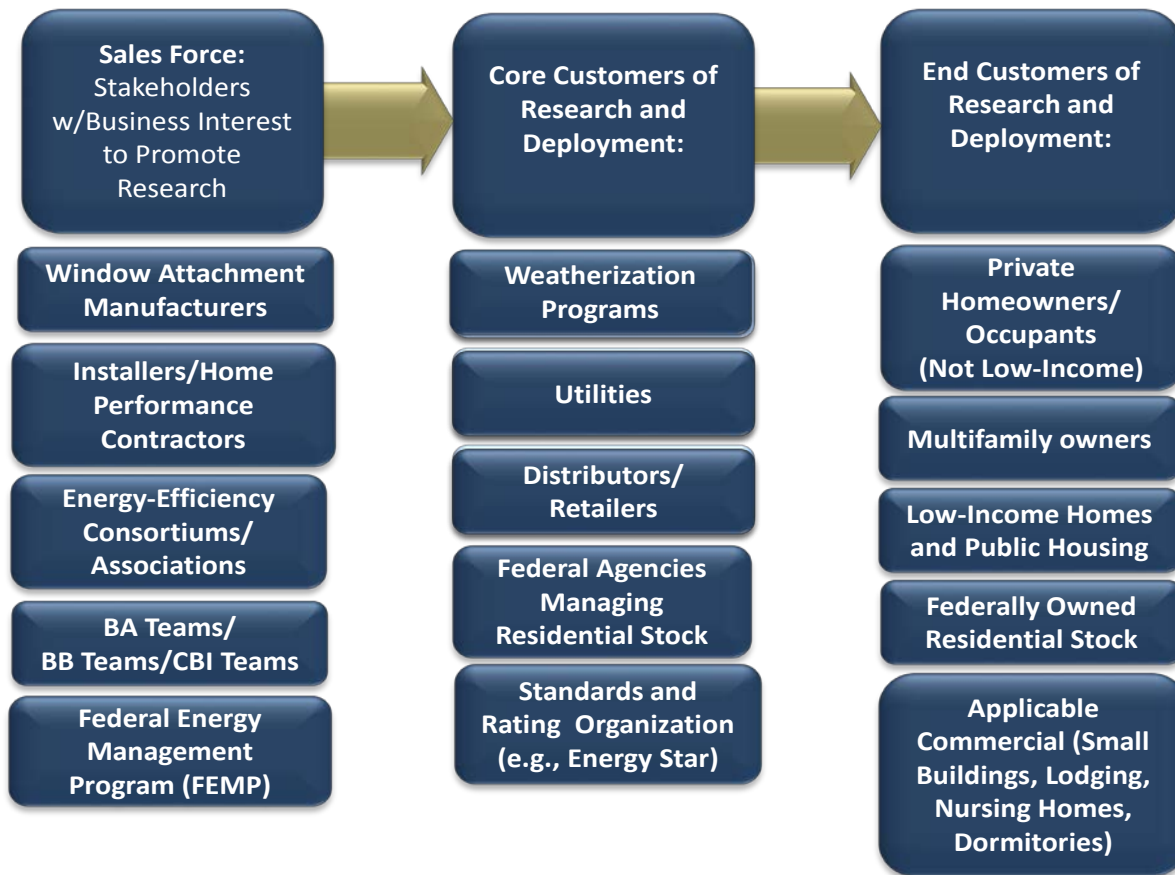 Sales Force:
Stakeholders
w/Business Interest
to Promote
Research
Window Attachment
Manufacturers
Installers/Home
Performance
Contractors
Energy-Efficiency
Consortiums/
Associations
BA Teams/
BB Teams/CBI Teams
Federal Energy
Management
Program (FEMP)
Core Customers of
Research and
Deployment:
Weatherization
Programs
Utilities
Distributors/
Retailers
Federal Agencies
Managing
Residential Stock
Standards and
Rating Organization
(e.g., Energy Star)
End Customers of
Research and
Deployment:
Private
Homeowners/
Occupants
(Not Low-Income)
Multifamily owners
Low-Income Homes
and Public Housing
Federally Owned
Residential Stock
Applicable
Commercial (Small
Buildings, Lodging,
Nursing Homes,
Dormitories)